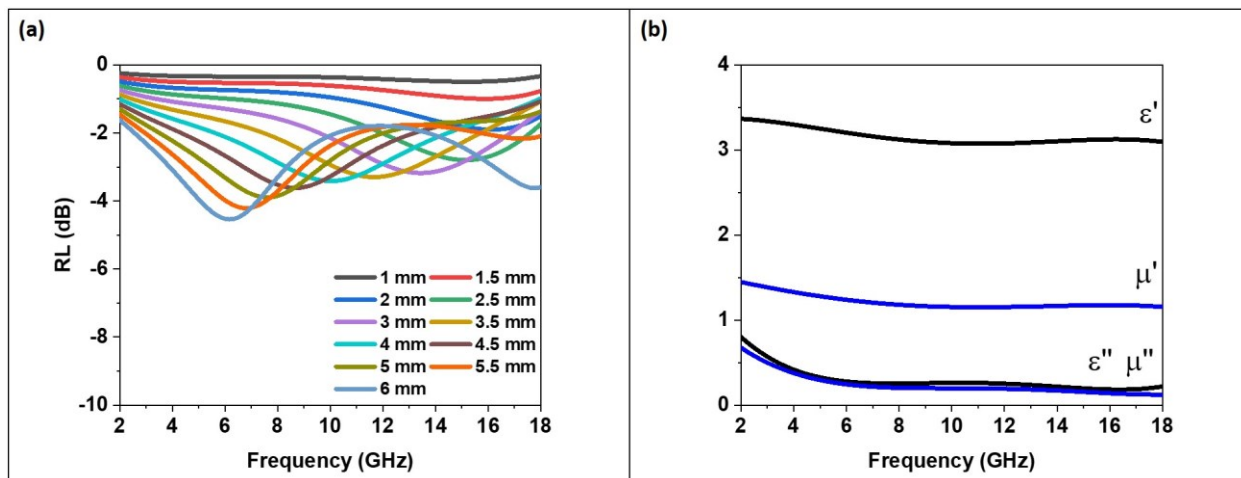 (a)
0
-2
-4
-6
-8
-10
RL (dB)
1 mm 1.5 mm
2 mm 2.5 mm
3 mm 3.5 mm
4 mm 4.5 mm
5 mm 5.5 mm
6 mm
2 4 6 8 10 12 14 16 18
Frequency (GHz)
(b)
4
3
2
1
0
ε'
μ'
ε" μ"
2 4 6 8 10 12 14 16 18
Frequency (GHz)